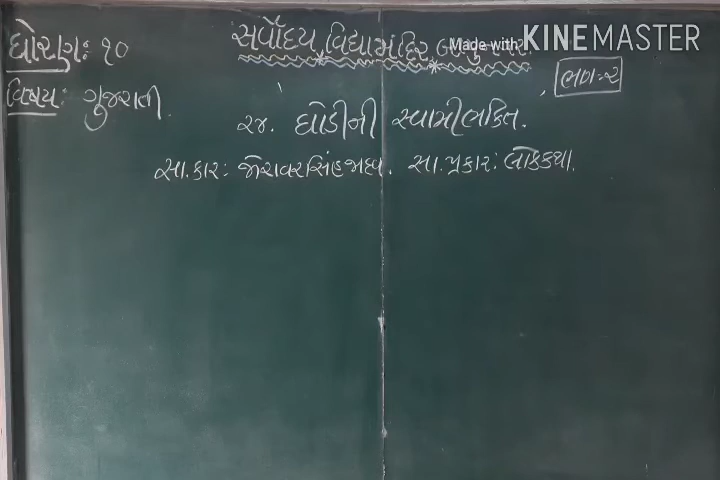 ધોરણ: ૧૦
સર્વોદય વિદ્યામંદિર
Made with KINEMASTER
ભાગ-૨
વિષય: ગુજરાતી.
૨૪. ઘોડીની સ્વામીભક્તિ.
સા.કાર: જોરાવરસિંહ જાદવ. સા.પ્રકાર: લોકકથા.